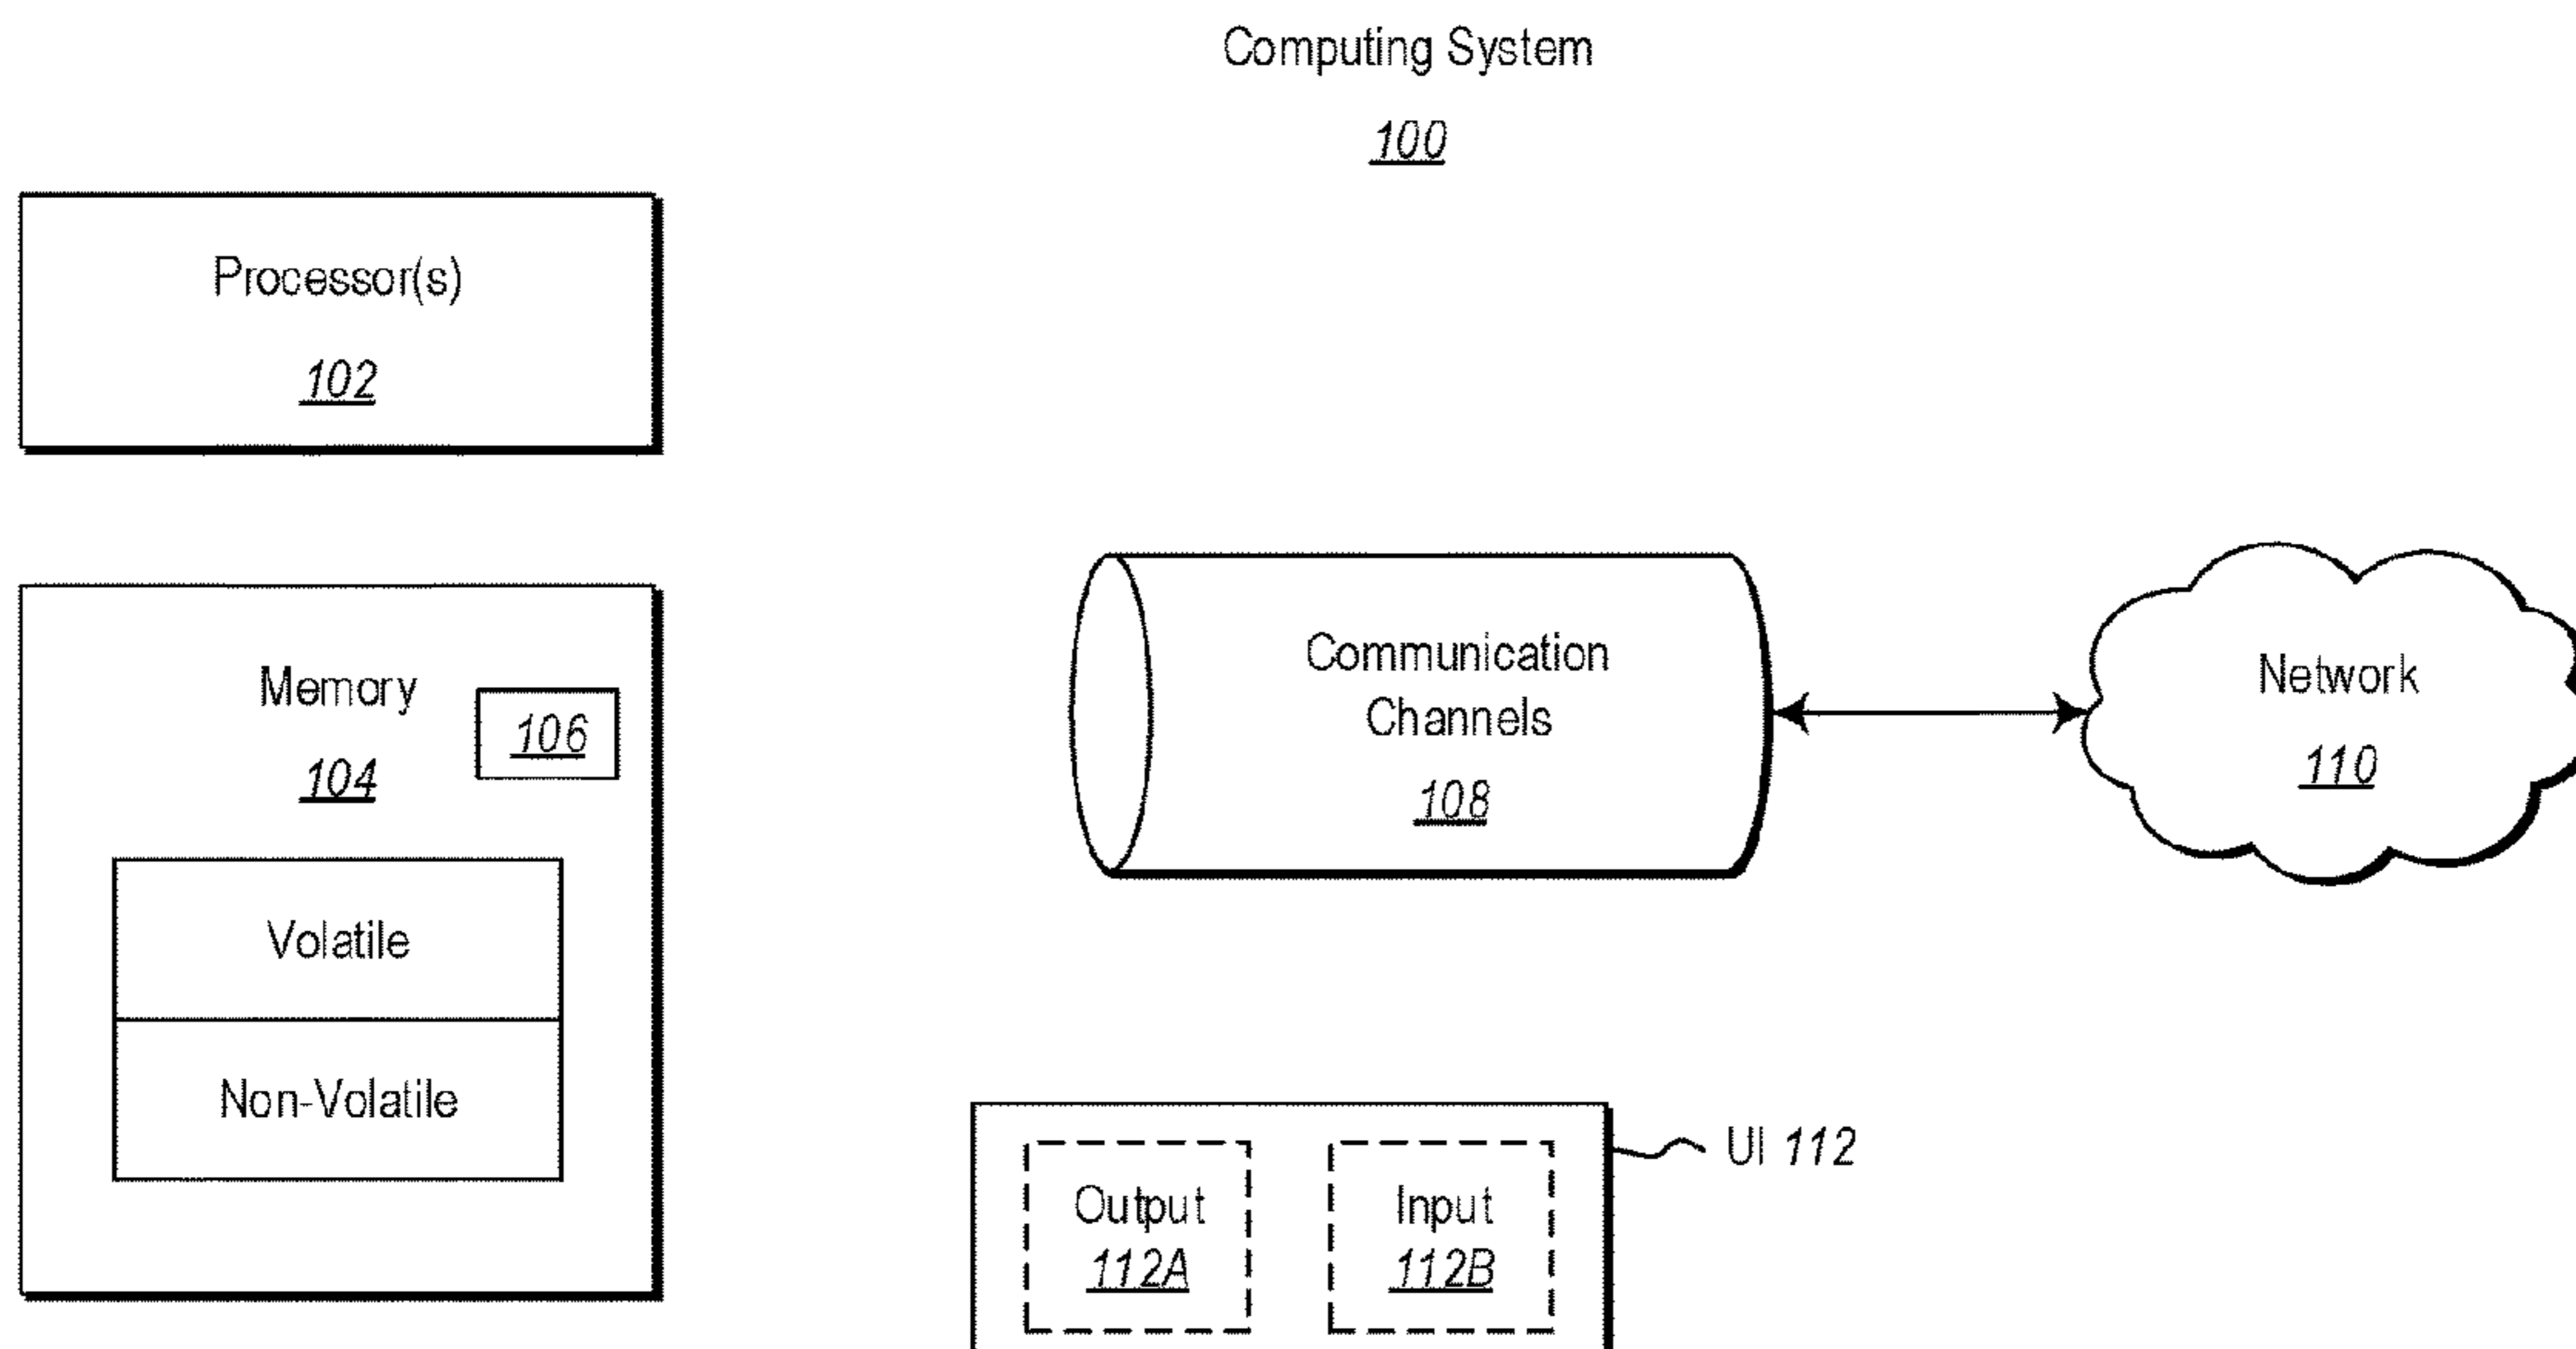 Computing System
100
Processor(s)
102
Memory
104
106
Volatile
Non-Volatile
Communication
Channels
108
Network
110
UI 112
Output
112A
Input
112B